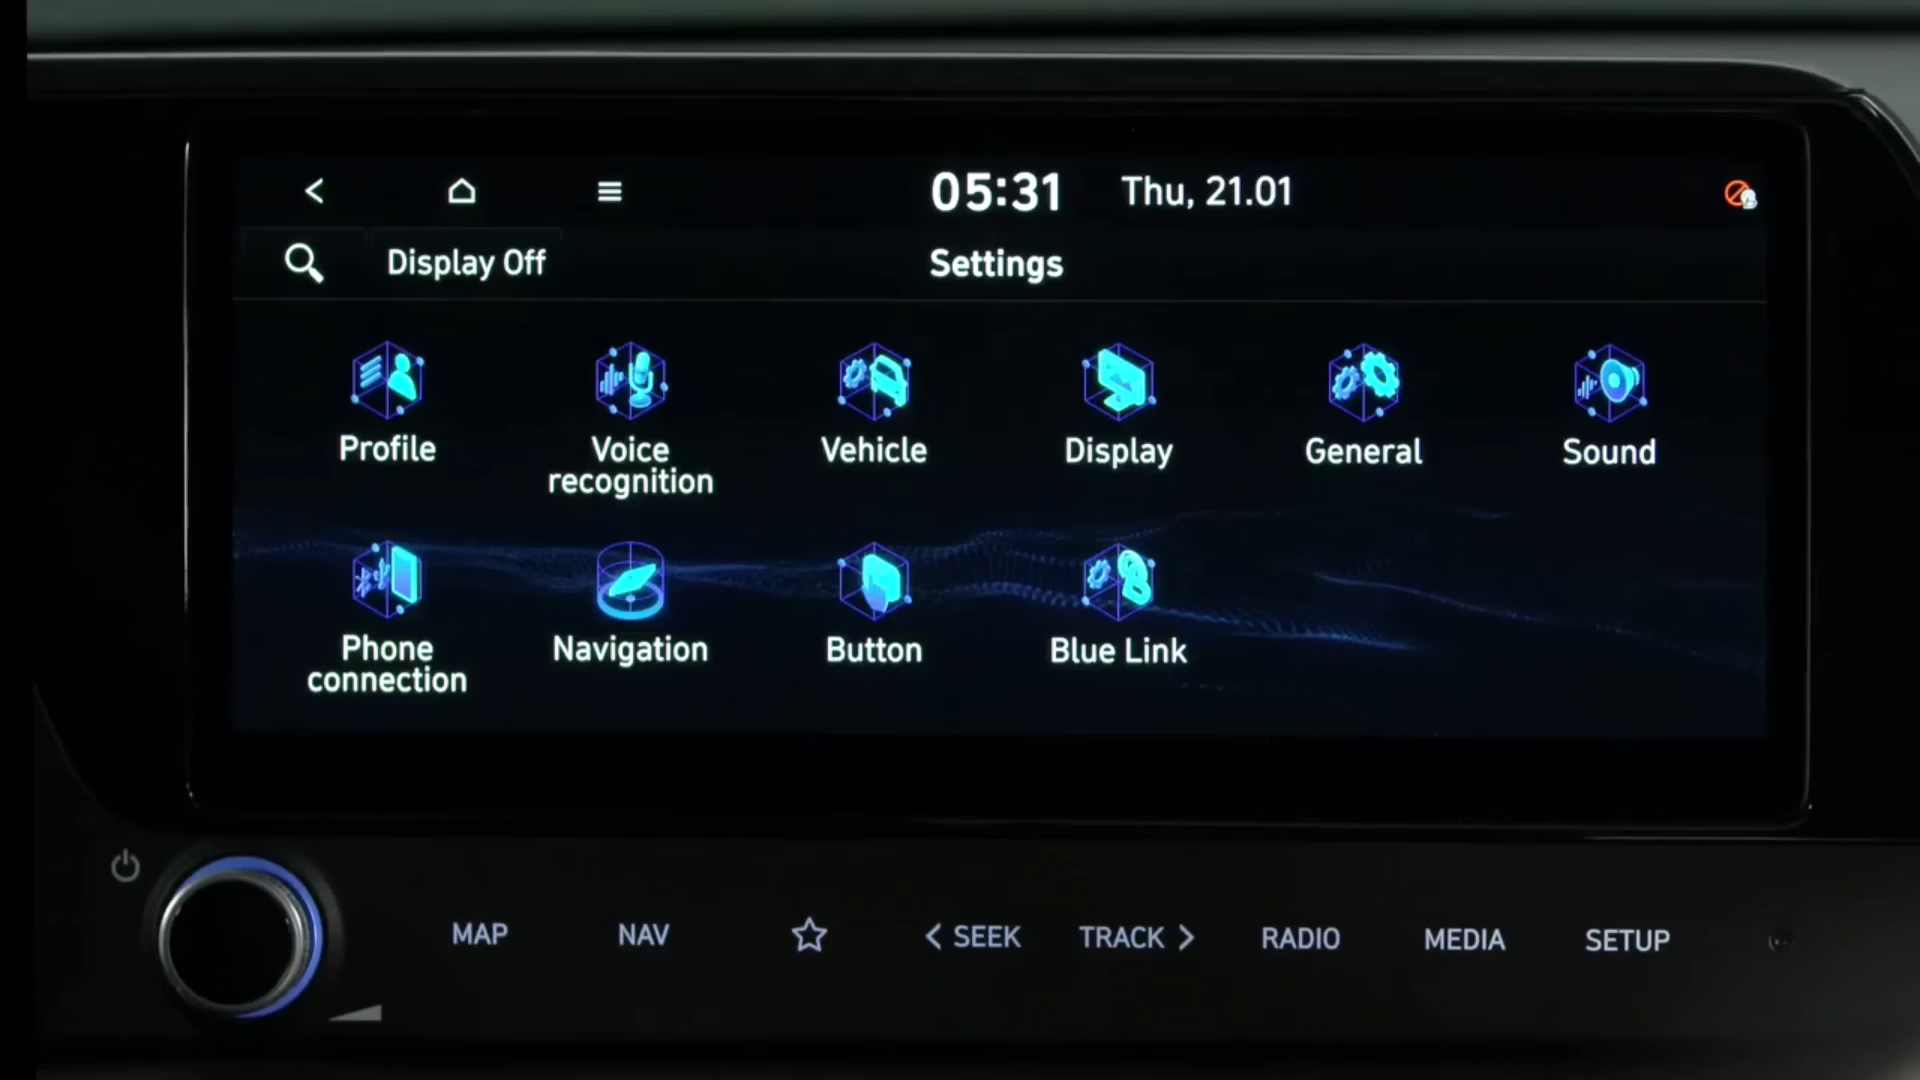 05:31
Thu, 21.01
Display Off
Settings
Profile
Voice
recognition
Vehicle
Display
General
Sound
Phone
connection
Navigation
Button
Blue Link
MAP
NAV
< SEEK
TRACK >
RADIO
MEDIA
SETUP